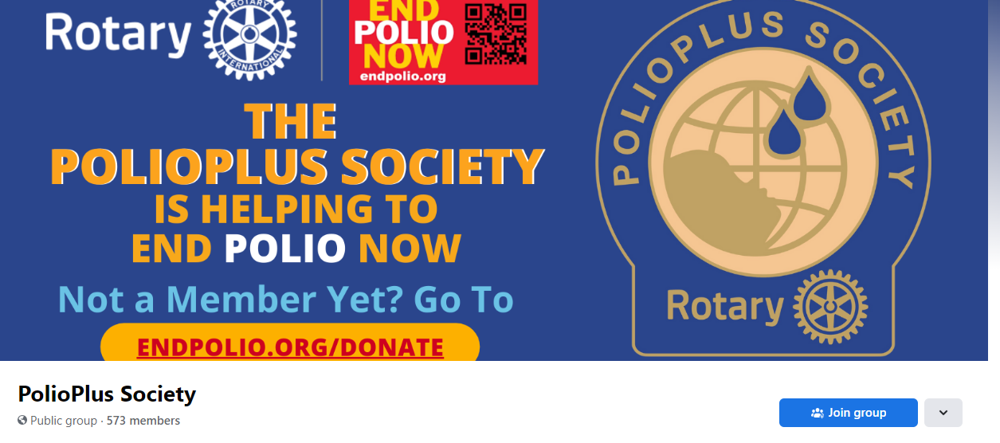 Rotary
ROTARY
INTERNATIONAL
END
POLIO
NOW
endpolio.org
THE
POLIOPLUS SOCIETY
IS HELPING TO
END POLIO NOW
Not a Member Yet? Go To
ENDPOLIO.ORG/DONATE
POLIOPLUS SOCIETY
Rotary
PolioPlus Society
Public group · 573 members
Join group